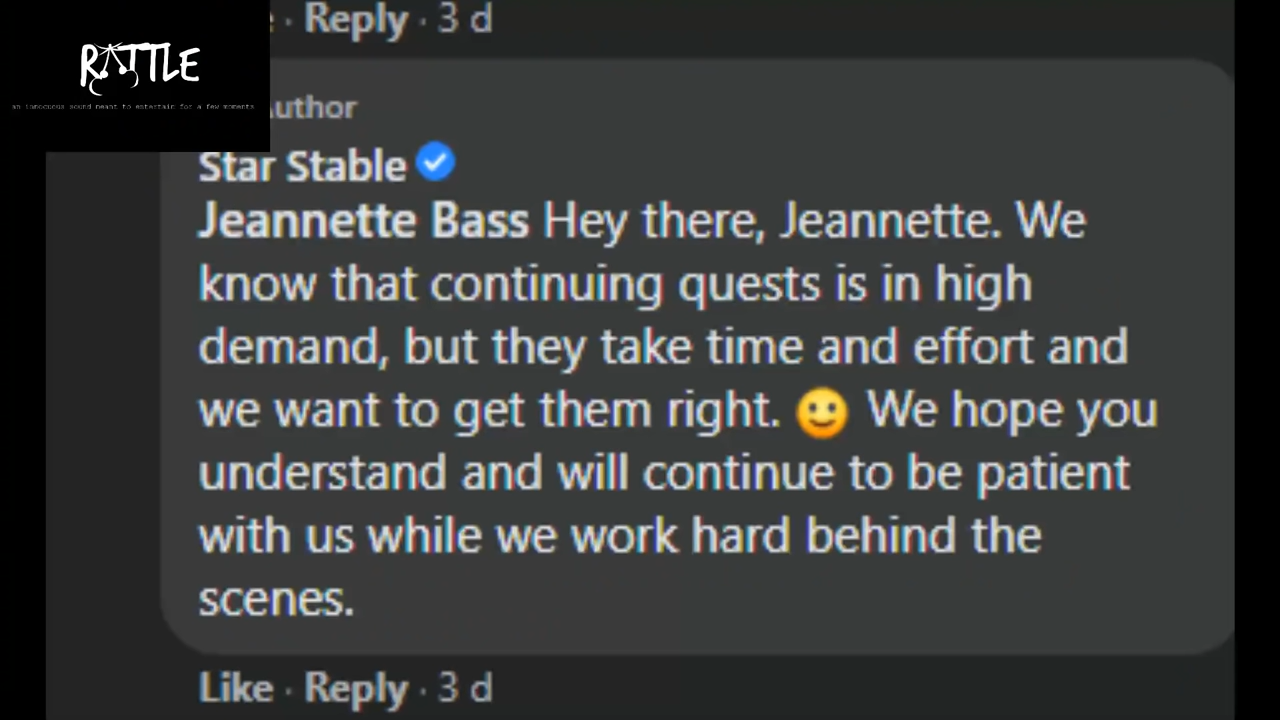 · Reply · 3 d
RATTLE
an innocuous sound meant to entertain for a few moments
Author
Star Stable
Jeannette Bass Hey there, Jeannette. We
know that continuing quests is in high
demand, but they take time and effort and
we want to get them right. 🙂 We hope you
understand and will continue to be patient
with us while we work hard behind the
scenes.
Like · Reply · 3 d